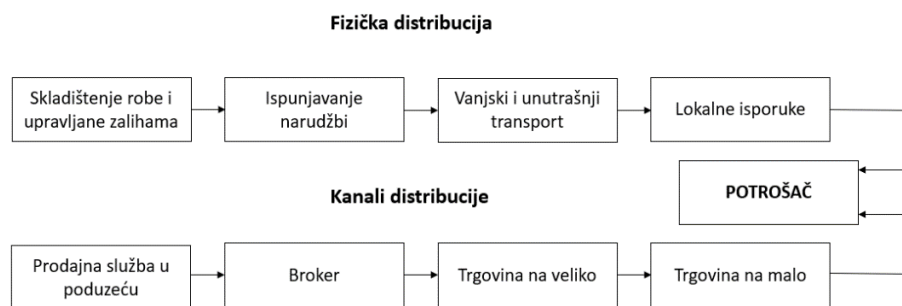 Fizička distribucija
Skladištenje robe i
upravljane zalihama
Ispunjavanje
narudžbi
Vanjski i unutrašnji
transport
Lokalne isporuke
POTROŠAČ
Kanali distribucije
Prodajna služba u
poduzeću
Broker
Trgovina na veliko
Trgovina na malo